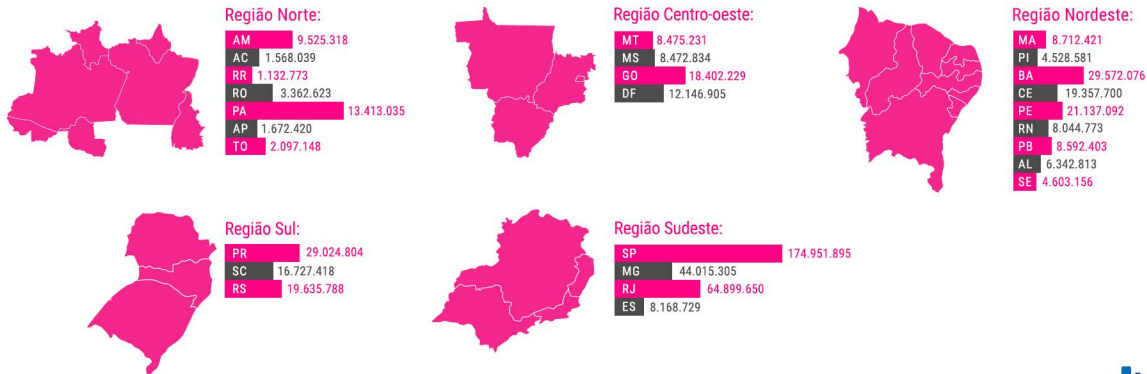 Região Norte:
AM 9.525.318
AC 1.568.039
RR 1.132.773
RO 3.362.623
PA 13.413.035
AP 1.672.420
TO 2.097.148
Região Centro-oeste:
MT 8.475.231
MS 8.472.834
GO 18.402.229
DF 12.146.905
Região Nordeste:
MA 8.712.421
PI 4.528.581
BA 29.572.076
CE 19.357.700
PE 21.137.092
RN 8.044.773
PB 8.592.403
AL 6.342.813
SE 4.603.156
Região Sul:
PR 29.024.804
SC 16.727.418
RS 19.635.788
Região Sudeste:
SP 174.951.895
MG 44.015.305
RJ 64.899.650
ES 8.168.729